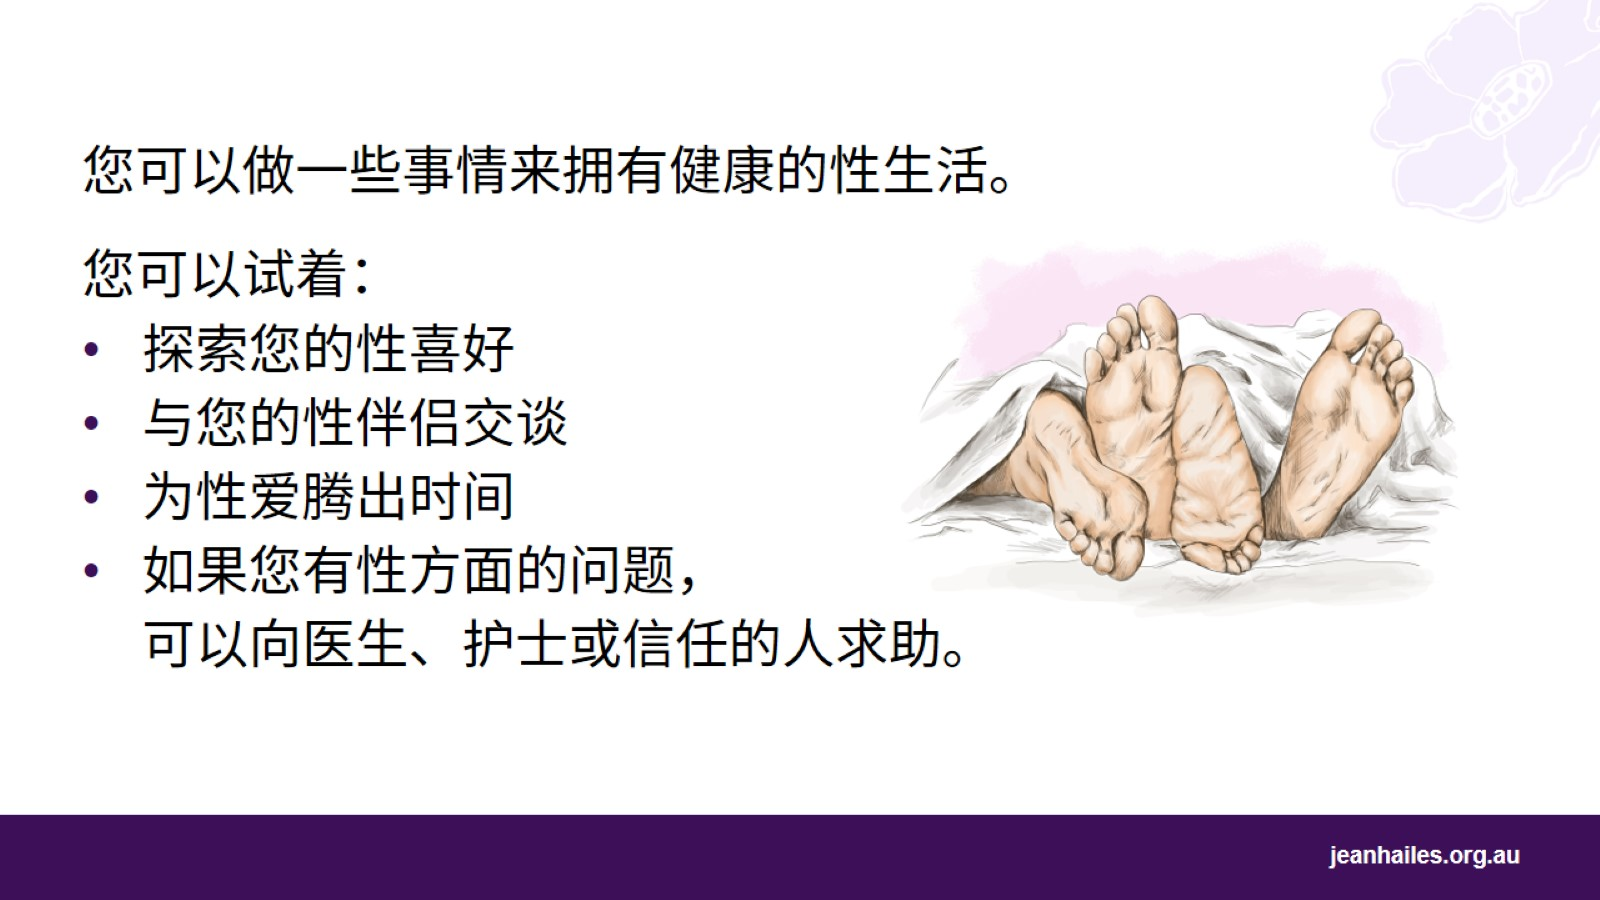 您可以做一些事情来拥有健康的性生活。
您可以试着：
• 探索您的性喜好
• 与您的性伴侣交谈
• 为性爱腾出时间
• 如果您有性方面的问题，
可以向医生、护士或信任的人求助。
jeanhailes.org.au